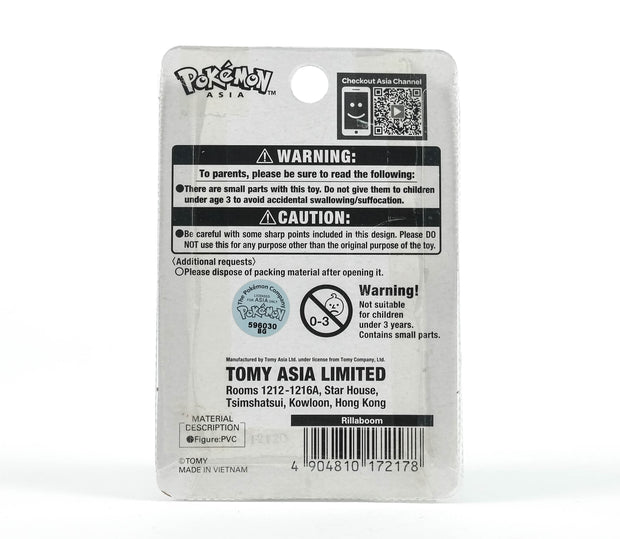 POKéMON™
ASIA
Checkout Asia Channel
WARNING:
To parents, please be sure to read the following:
●There are small parts with this toy. Do not give them to children
under age 3 to avoid accidental swallowing/suffocation.
CAUTION:
●Be careful with some sharp points included in this design. Please DO
NOT use this for any purpose other than the original purpose of the toy.
〈Additional requests〉
○Please dispose of packing material after opening it.
The Pokémon Company
LICENSED
FOR ASIA ONLY
POKéMON
596030
BG
0-3
Warning!
Not suitable
for children
under 3 years.
Contains small parts.
Manufactured by Tomy Asia Ltd. under license from Tomy Company, Ltd.
TOMY ASIA LIMITED
Rooms 1212-1216A, Star House,
Tsimshatsui, Kowloon, Hong Kong
MATERIAL
DESCRIPTION
Figure:PVC
©TOMY
MADE IN VIETNAM
Rillaboom
4 904810 172178